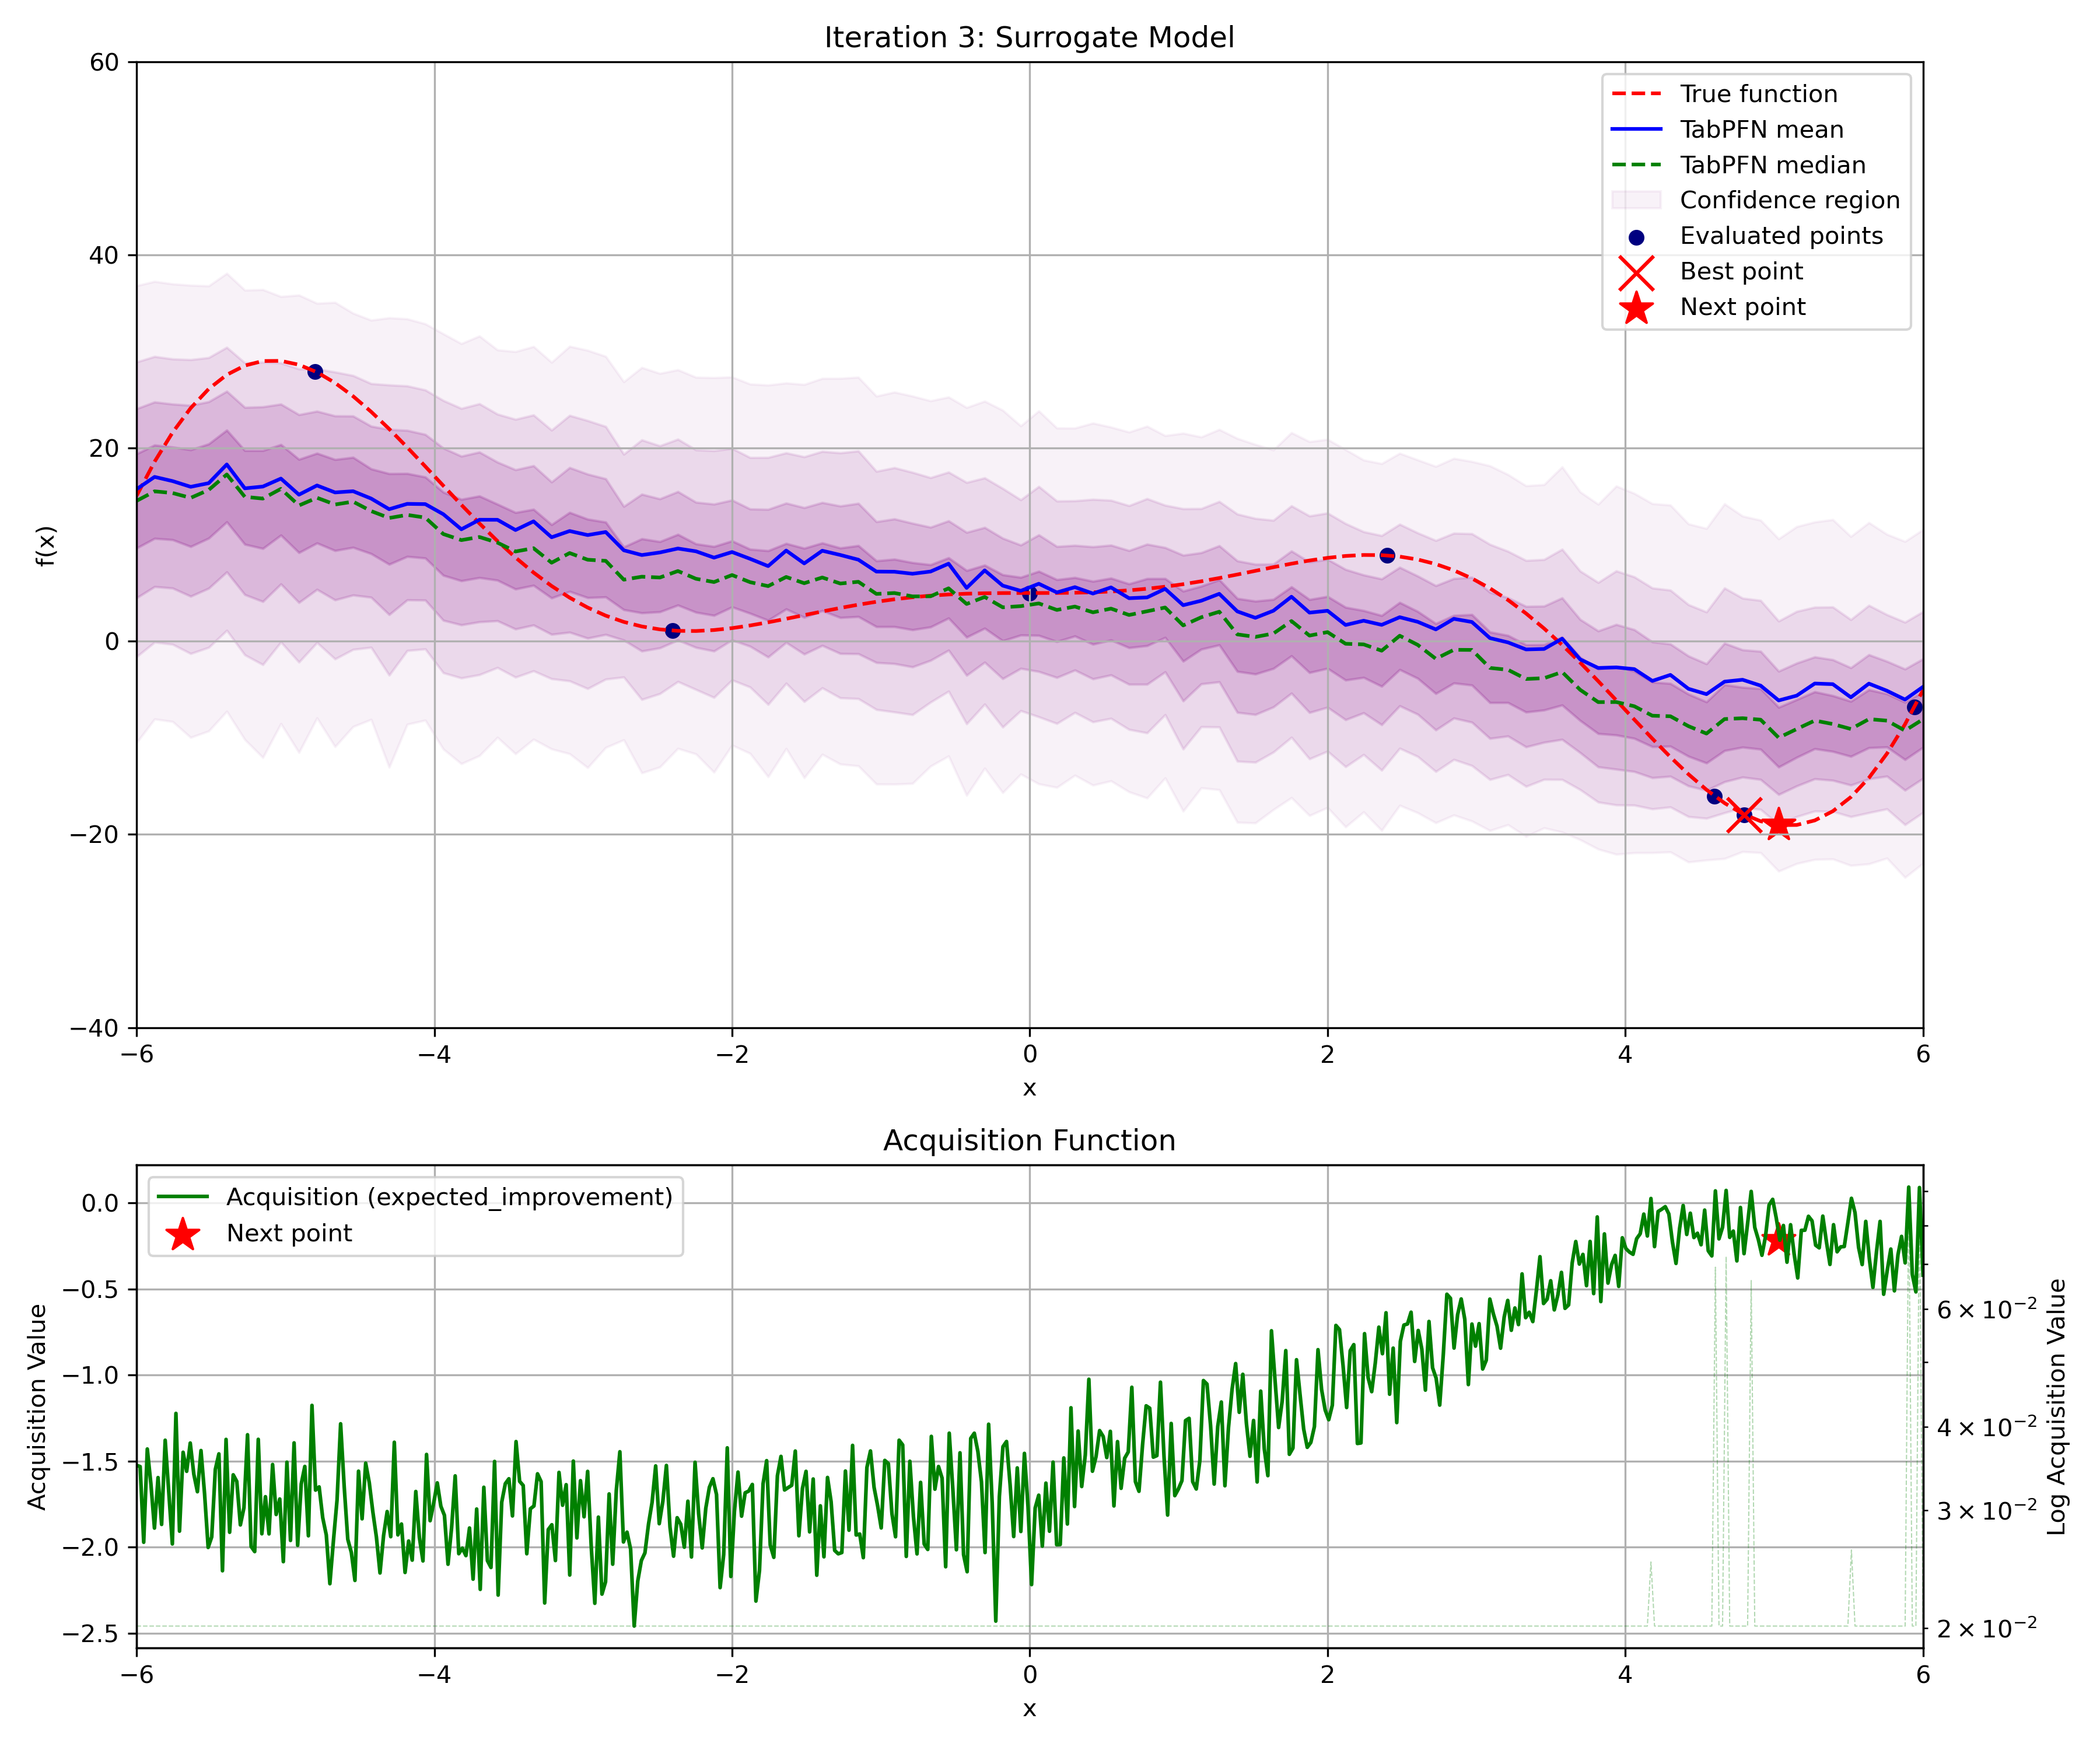 Iteration 3: Surrogate Model
60
40
20
0
−20
−40
f(x)
True function
TabPFN mean
TabPFN median
Confidence region
Evaluated points
Best point
Next point
−6
−4
−2
0
2
4
6
x
Acquisition Function
0.0
−0.5
−1.0
−1.5
−2.0
−2.5
Acquisition Value
Acquisition (expected_improvement)
Next point
6 × 10⁻²
4 × 10⁻²
3 × 10⁻²
2 × 10⁻²
Log Acquisition Value
−6
−4
−2
0
2
4
6
x